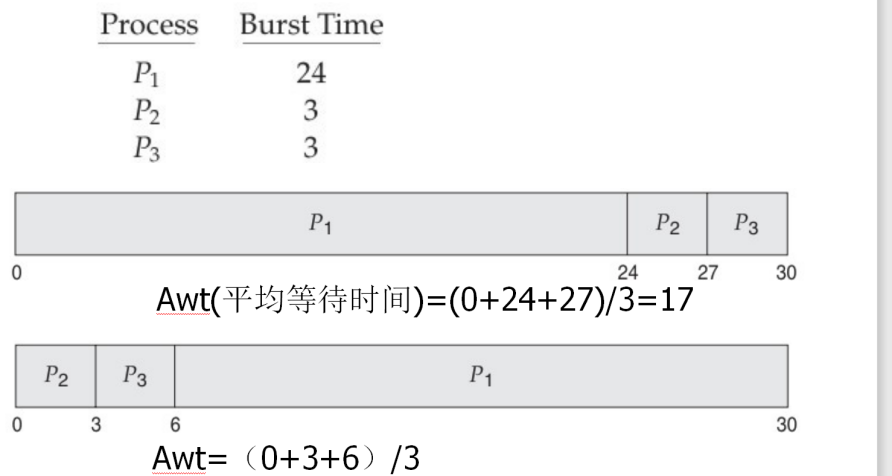 Process Burst Time
P1 24
P2 3
P3 3
P1 P2 P3
0 24 27 30
Awt(平均等待时间)=(0+24+27)/3=17
P2 P3 P1
0 3 6 30
Awt=（0+3+6）/3